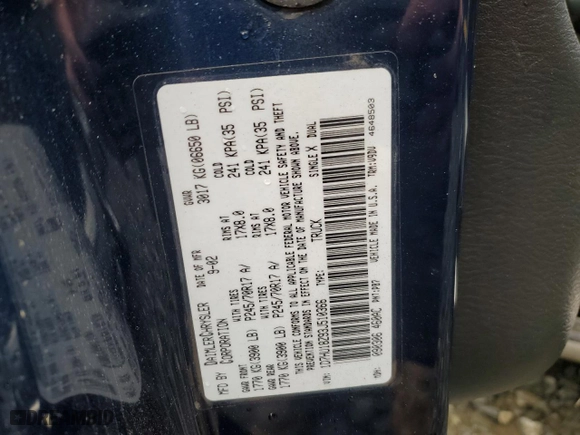 MFD BY DAIMLERCHRYSLER CORPORATION
DATE OF MFR 9-02
GVWR 3017 KG(06650 LB)
GAWR FRONT 1770 KG(3900 LB)
WITH TIRES P245/70R17 A/
RIMS AT 17X8.0
COLD 241 KPA(35 PSI)
GAWR REAR 1770 KG(3900 LB)
WITH TIRES P245/70R17 A/
RIMS AT 17X8.0
COLD 241 KPA(35 PSI)
THIS VEHICLE CONFORMS TO ALL APPLICABLE FEDERAL MOTOR VEHICLE SAFETY AND THEFT
PREVENTION STANDARDS IN EFFECT ON THE DATE OF MANUFACTURE SHOWN ABOVE.
TYPE: TRUCK
SINGLE X DUAL
VEHICLE MADE IN U.S.A.
4648503